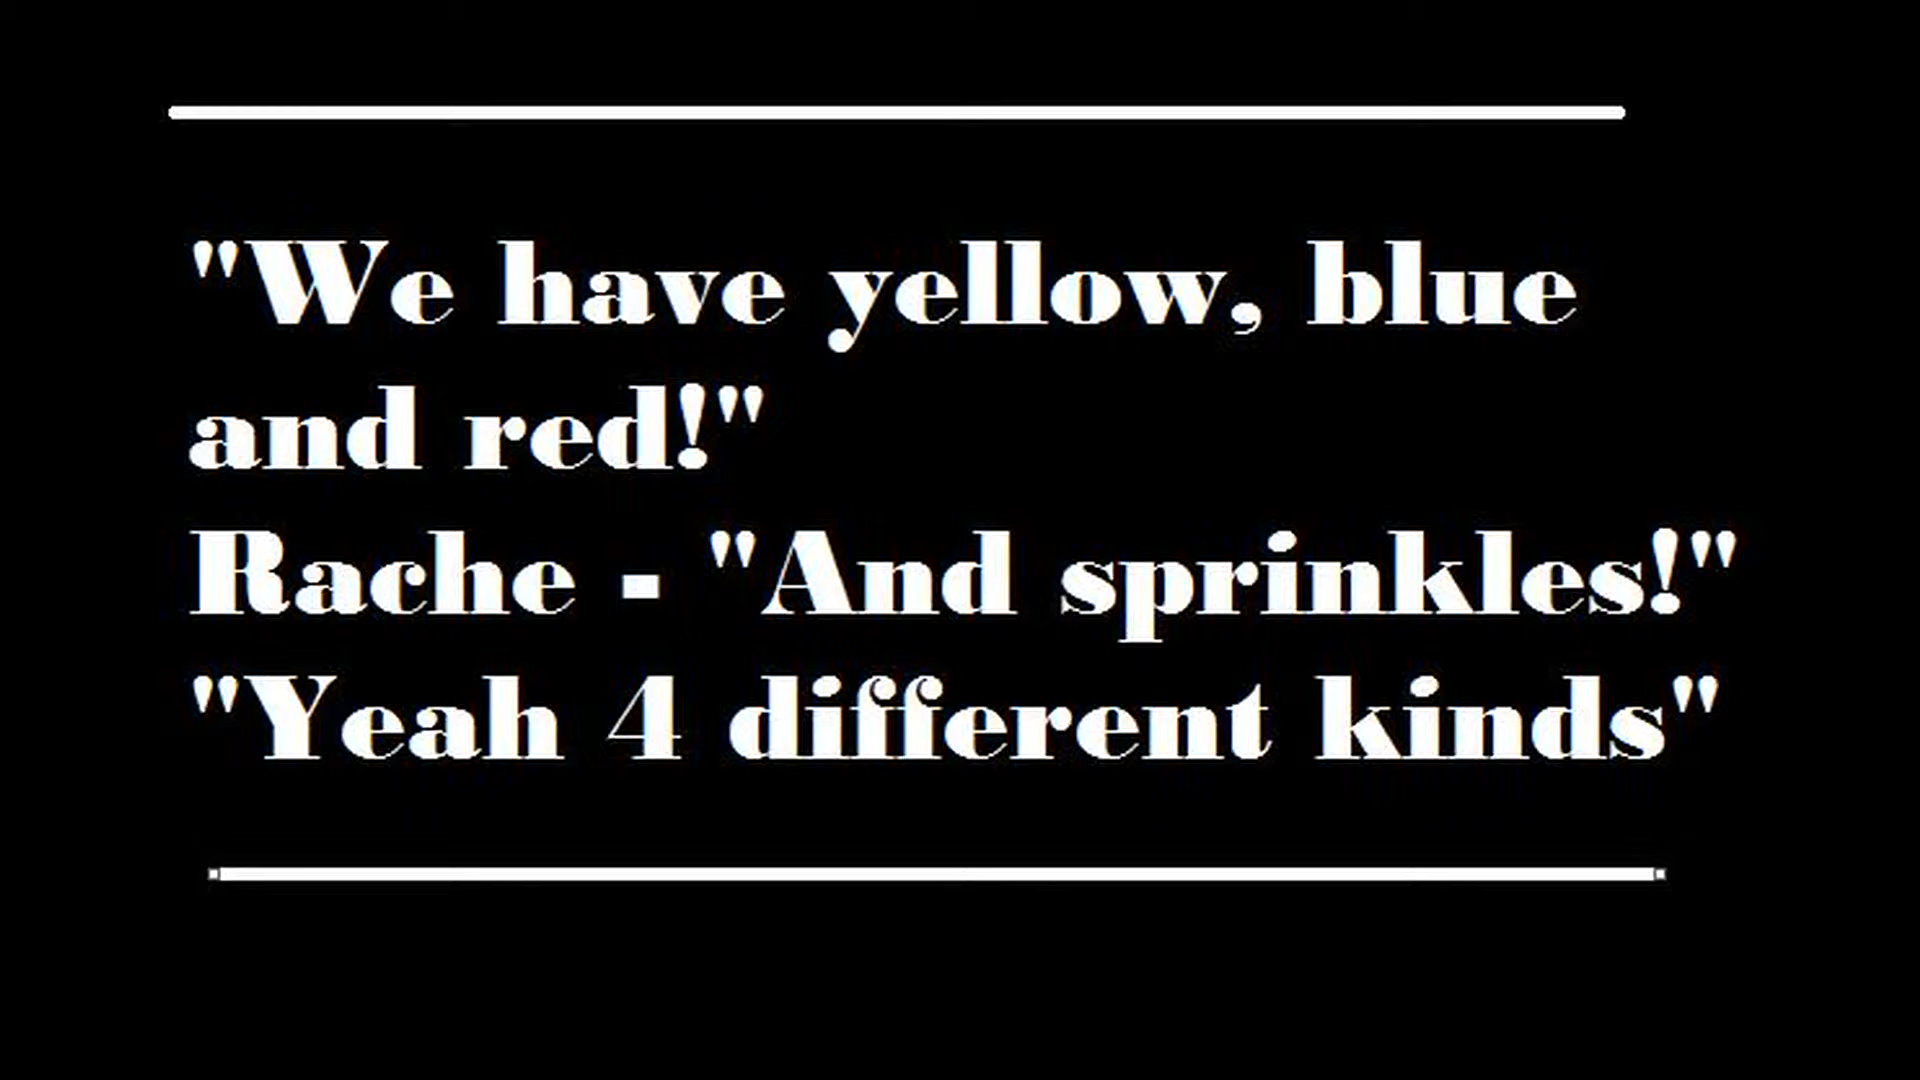 "We have yellow, blue
and red!"
Rache - "And sprinkles!"
"Yeah 4 different kinds"